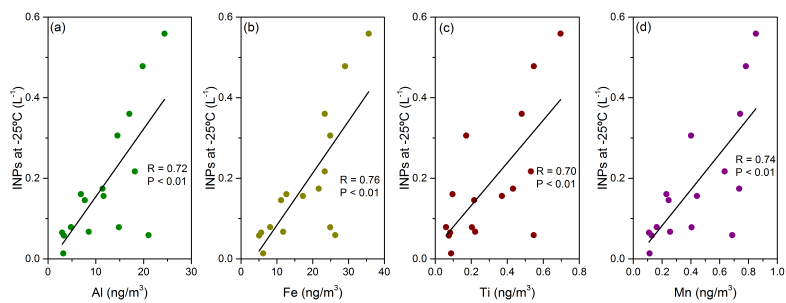 (a)
INPs at -25ºC (L⁻¹)
0.6
0.4
0.2
0.0
R = 0.72
P < 0.01
0
10
20
30
Al (ng/m³)
(b)
INPs at -25ºC (L⁻¹)
0.6
0.4
0.2
0.0
R = 0.76
P < 0.01
0
10
20
30
40
50
Fe (ng/m³)
(c)
INPs at -25ºC (L⁻¹)
0.6
0.4
0.2
0.0
R = 0.70
P < 0.01
0.0
0.2
0.4
0.6
0.8
Ti (ng/m³)
(d)
INPs at -25ºC (L⁻¹)
0.6
0.4
0.2
0.0
R = 0.74
P < 0.01
0.0
0.2
0.4
0.6
0.8
1.0
Mn (ng/m³)